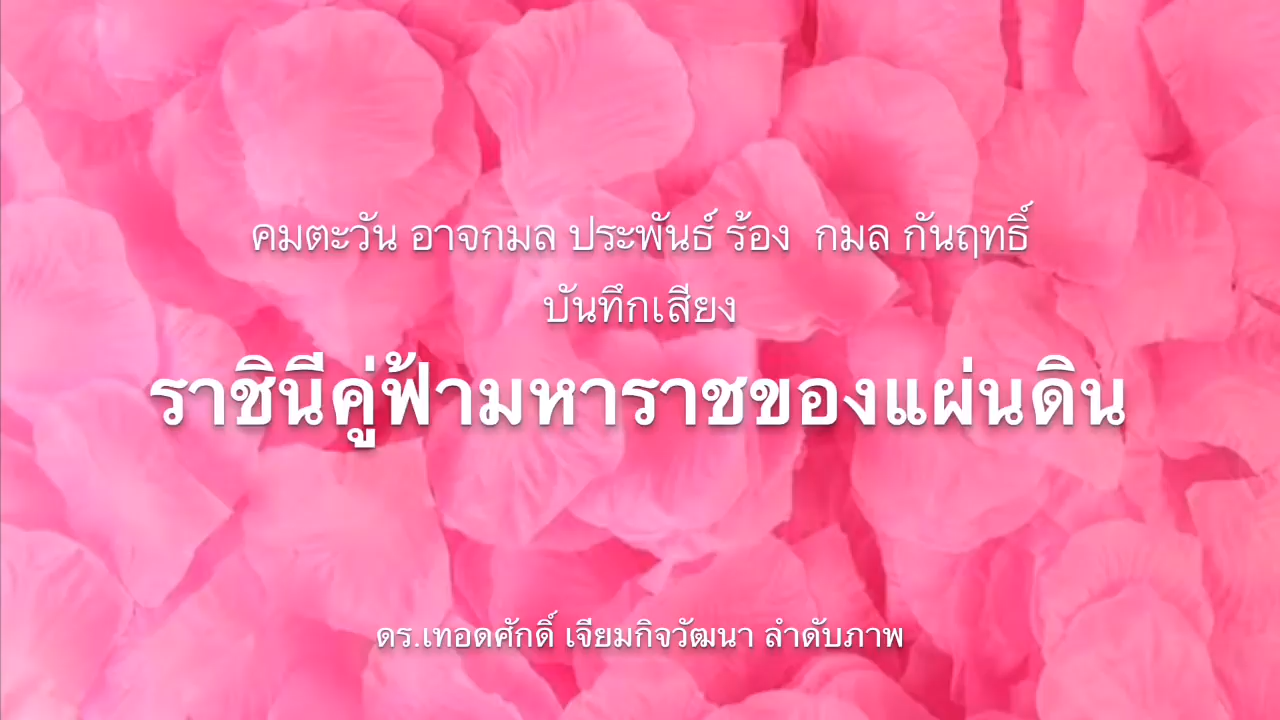 คมตะวัน อาจกมล ประพันธ์ ร้อง  กมล กันฤทธิ์
บันทึกเสียง
ราชินีคู่ฟ้ามหาราชของแผ่นดิน
ดร.เทอดศักดิ์ เจียมกิจวัฒนา ลำดับภาพ